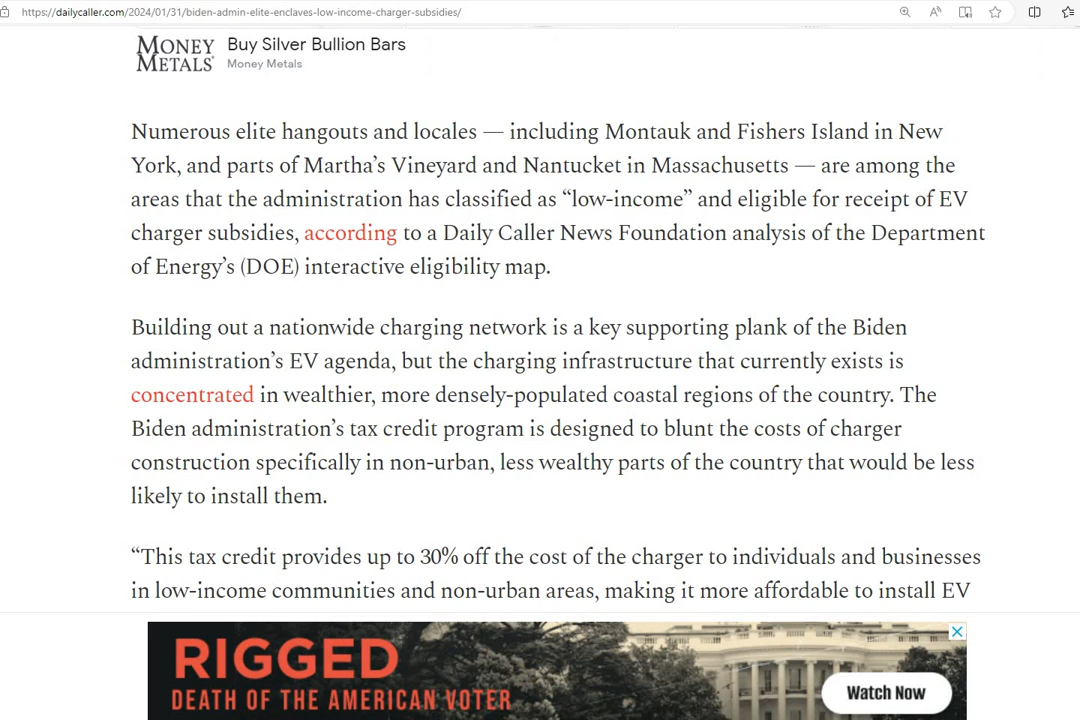 https://dailycaller.com/2024/01/31/biden-admin-elite-enclaves-low-income-charger-subsidies/
MONEY METALS
Buy Silver Bullion Bars
Money Metals
Numerous elite hangouts and locales — including Montauk and Fishers Island in New
York, and parts of Martha’s Vineyard and Nantucket in Massachusetts — are among the
areas that the administration has classified as “low-income” and eligible for receipt of EV
charger subsidies, according to a Daily Caller News Foundation analysis of the Department
of Energy’s (DOE) interactive eligibility map.
Building out a nationwide charging network is a key supporting plank of the Biden
administration’s EV agenda, but the charging infrastructure that currently exists is
concentrated in wealthier, more densely-populated coastal regions of the country. The
Biden administration’s tax credit program is designed to blunt the costs of charger
construction specifically in non-urban, less wealthy parts of the country that would be less
likely to install them.
“This tax credit provides up to 30% off the cost of the charger to individuals and businesses
in low-income communities and non-urban areas, making it more affordable to install EV
RIGGED
DEATH OF THE AMERICAN VOTER
Watch Now